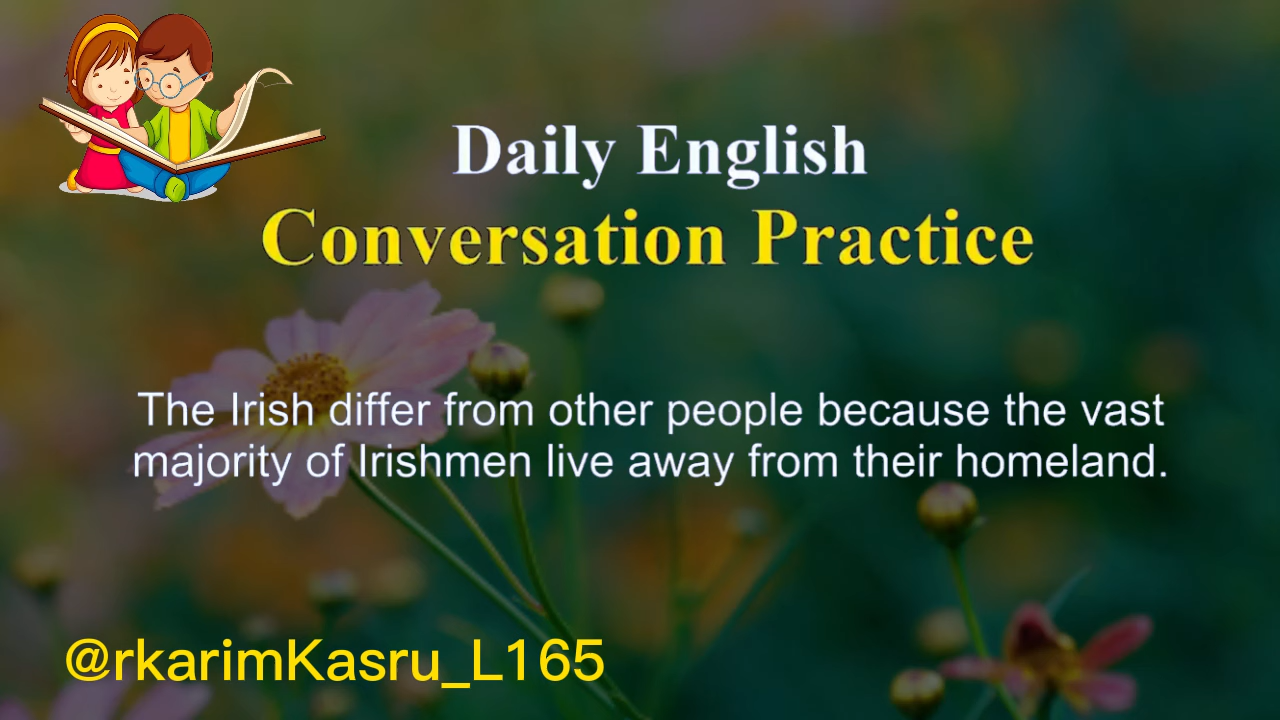 Daily English
Conversation Practice
The Irish differ from other people because the vast
majority of Irishmen live away from their homeland.
@rkarimKasru_L165